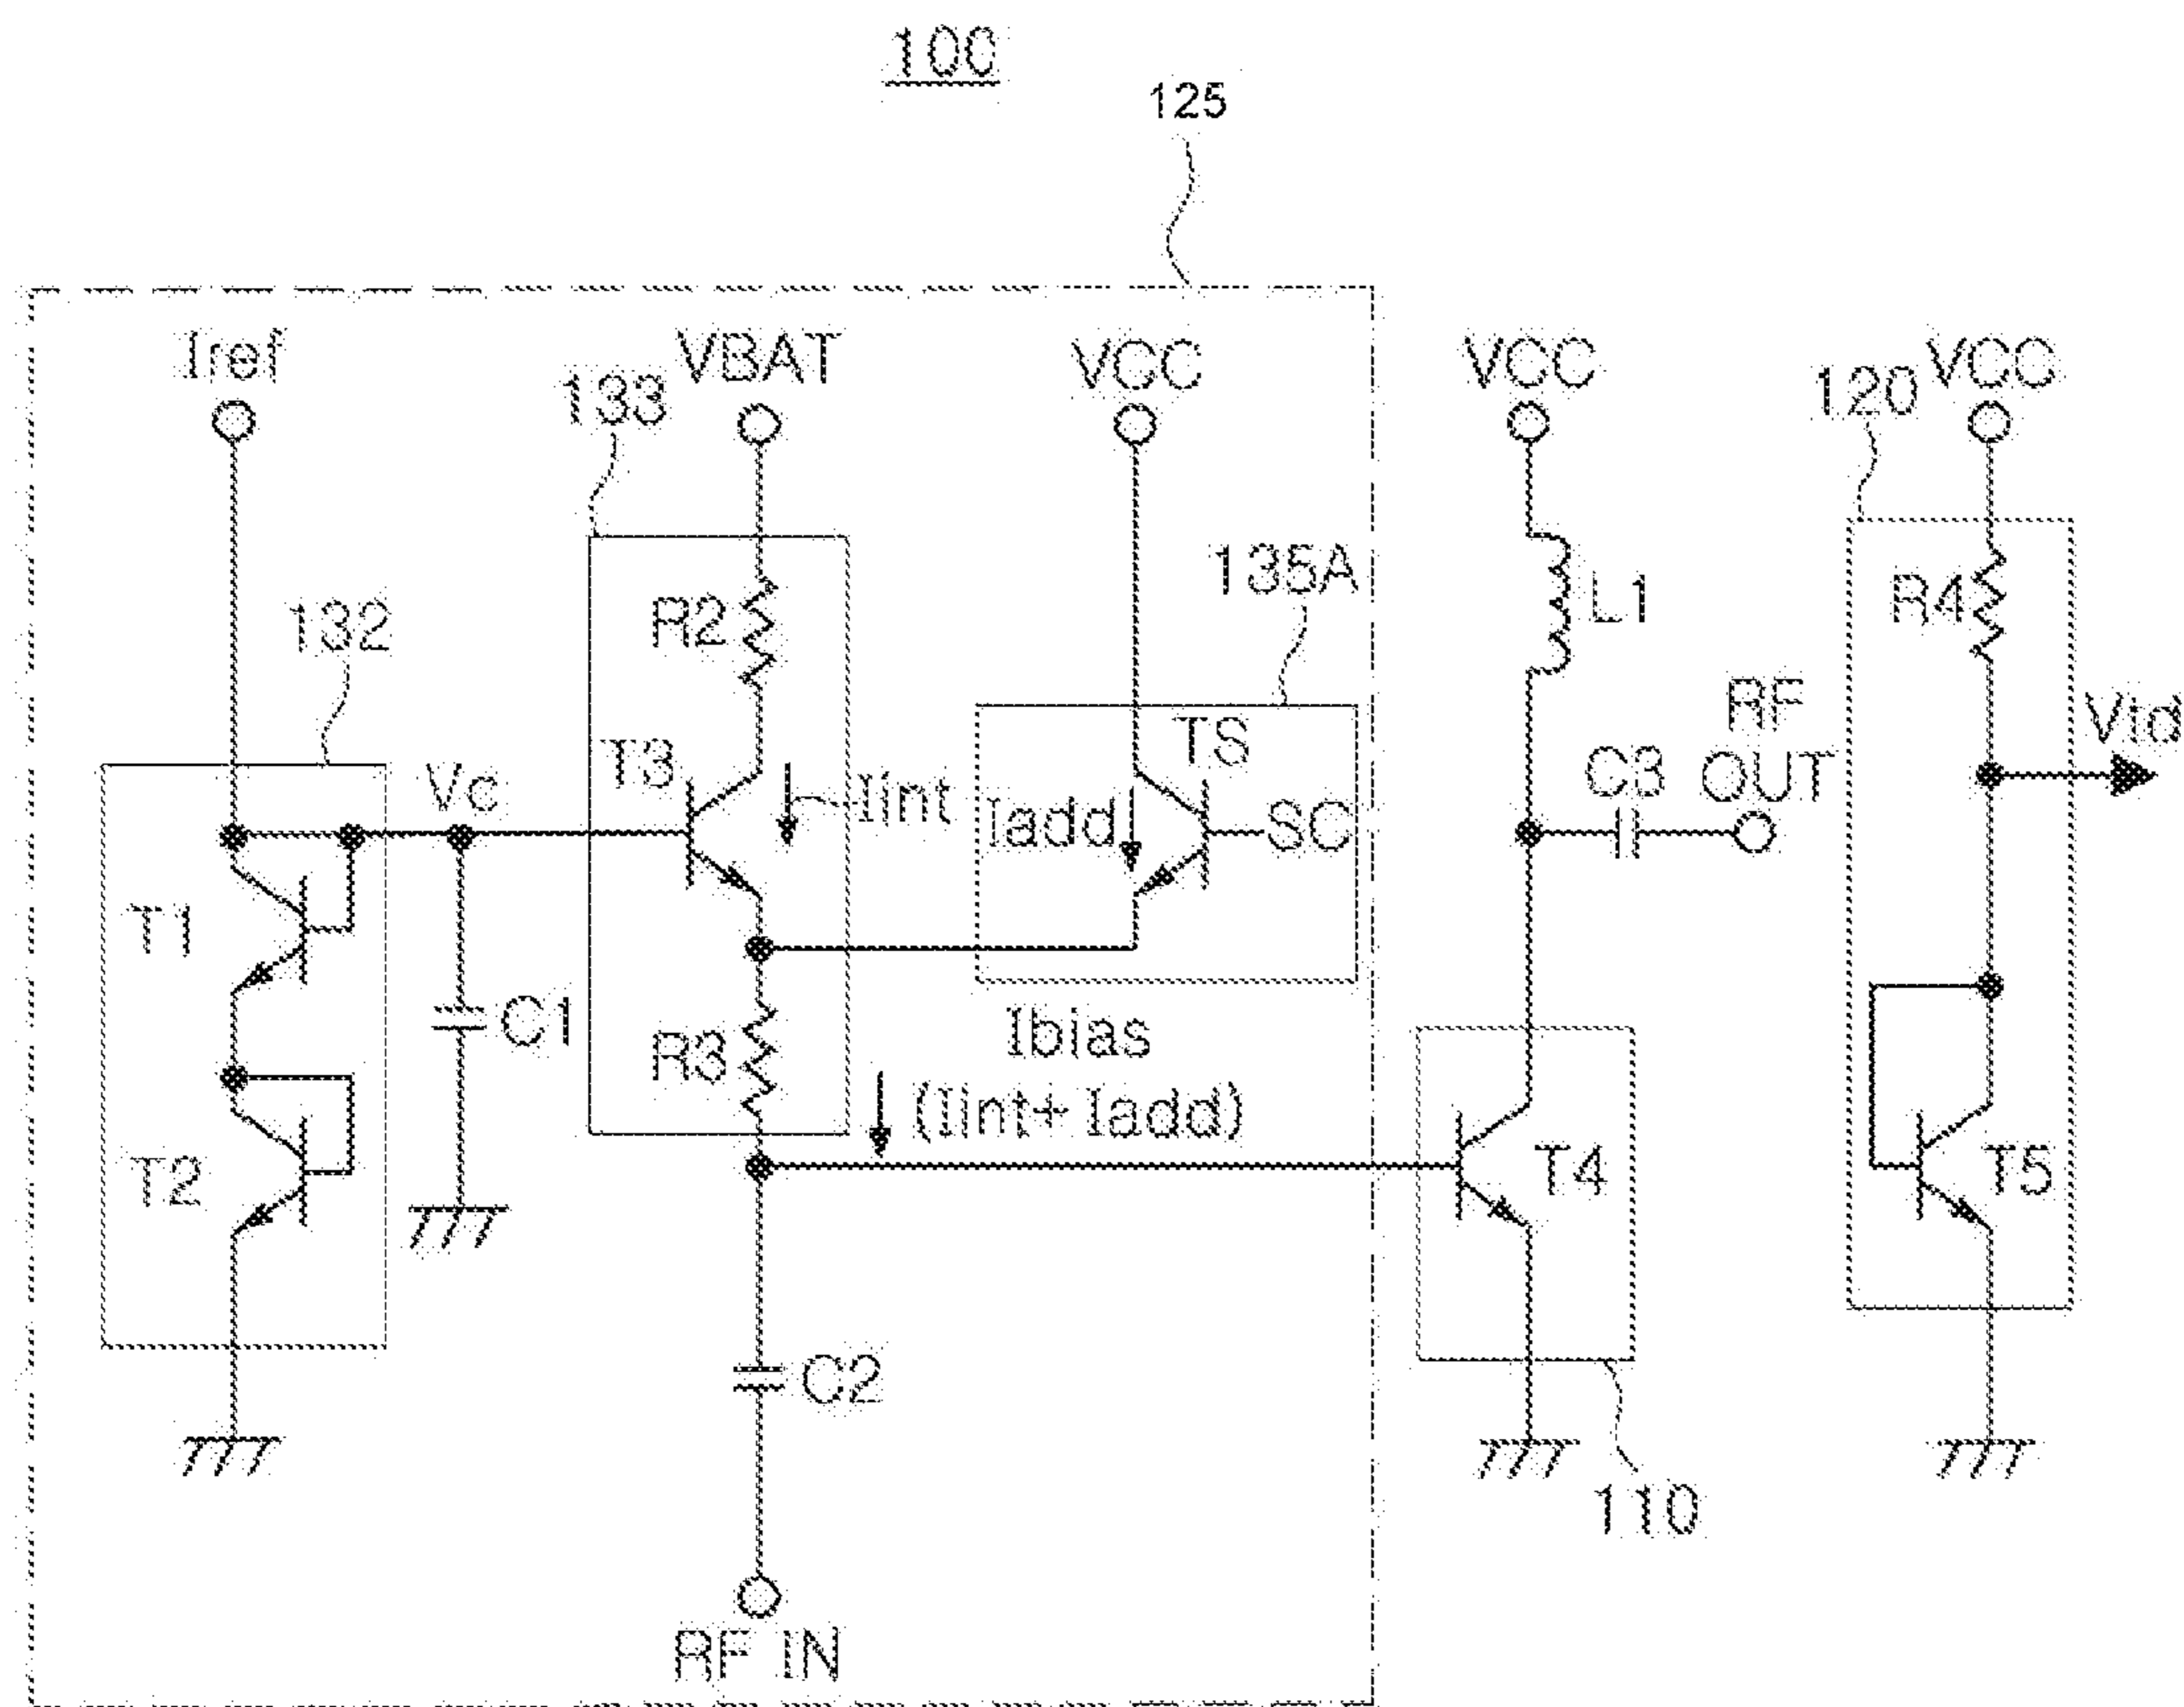 100
125
Iref
VBAT
VCC
VCC
VCC
133
120
135A
132
R2
L1
R4
RF
OUT
Vtd
TS
T3
Vc
Iint
Iadd
SC
C3
T1
C1
R3
Ibias
(Iint+ Iadd)
T2
T4
T5
C2
110
RF IN